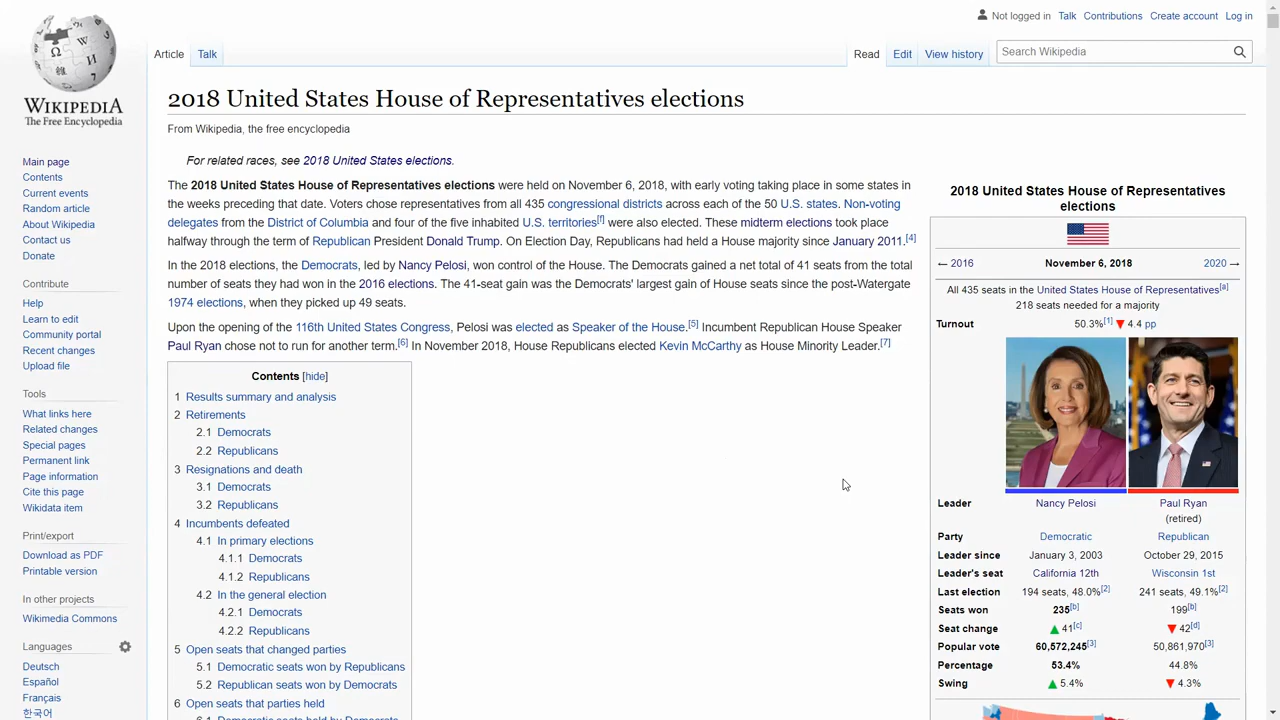 Not logged in Talk Contributions Create account Log in
Article Talk Read Edit View history Search Wikipedia
WIKIPEDIA
The Free Encyclopedia
Main page
Contents
Current events
Random article
About Wikipedia
Contact us
Donate
Contribute
Help
Learn to edit
Community portal
Recent changes
Upload file
Tools
What links here
Related changes
Special pages
Permanent link
Page information
Cite this page
Wikidata item
Print/export
Download as PDF
Printable version
In other projects
Wikimedia Commons
Languages
Deutsch
Español
Français
한국어
2018 United States House of Representatives elections
From Wikipedia, the free encyclopedia
For related races, see 2018 United States elections.
The 2018 United States House of Representatives elections were held on November 6, 2018, with early voting taking place in some states in
the weeks preceding that date. Voters chose representatives from all 435 congressional districts across each of the 50 U.S. states. Non-voting
delegates from the District of Columbia and four of the five inhabited U.S. territories[f] were also elected. These midterm elections took place
halfway through the term of Republican President Donald Trump. On Election Day, Republicans had held a House majority since January 2011.[4]
In the 2018 elections, the Democrats, led by Nancy Pelosi, won control of the House. The Democrats gained a net total of 41 seats from the total
number of seats they had won in the 2016 elections. The 41-seat gain was the Democrats' largest gain of House seats since the post-Watergate
1974 elections, when they picked up 49 seats.
Upon the opening of the 116th United States Congress, Pelosi was elected as Speaker of the House.[5] Incumbent Republican House Speaker
Paul Ryan chose not to run for another term.[6] In November 2018, House Republicans elected Kevin McCarthy as House Minority Leader.[7]
Contents [hide]
1 Results summary and analysis
2 Retirements
2.1 Democrats
2.2 Republicans
3 Resignations and death
3.1 Democrats
3.2 Republicans
4 Incumbents defeated
4.1 In primary elections
4.1.1 Democrats
4.1.2 Republicans
4.2 In the general election
4.2.1 Democrats
4.2.2 Republicans
5 Open seats that changed parties
5.1 Democratic seats won by Republicans
5.2 Republican seats won by Democrats
6 Open seats that parties held
6.1 Democratic seats held by Democrats
2018 United States House of Representatives
elections
← 2016 November 6, 2018 2020 →
All 435 seats in the United States House of Representatives[a]
218 seats needed for a majority
Turnout 50.3%[1] ▼ 4.4 pp
Leader Nancy Pelosi Paul Ryan
(retired)
Party Democratic Republican
Leader since January 3, 2003 October 29, 2015
Leader's seat California 12th Wisconsin 1st
Last election 194 seats, 48.0%[2] 241 seats, 49.1%[2]
Seats won 235[b] 199[b]
Seat change ▲ 41[c] ▼ 42[d]
Popular vote 60,572,245[3] 50,861,970[3]
Percentage 53.4% 44.8%
Swing ▲ 5.4% ▼ 4.3%